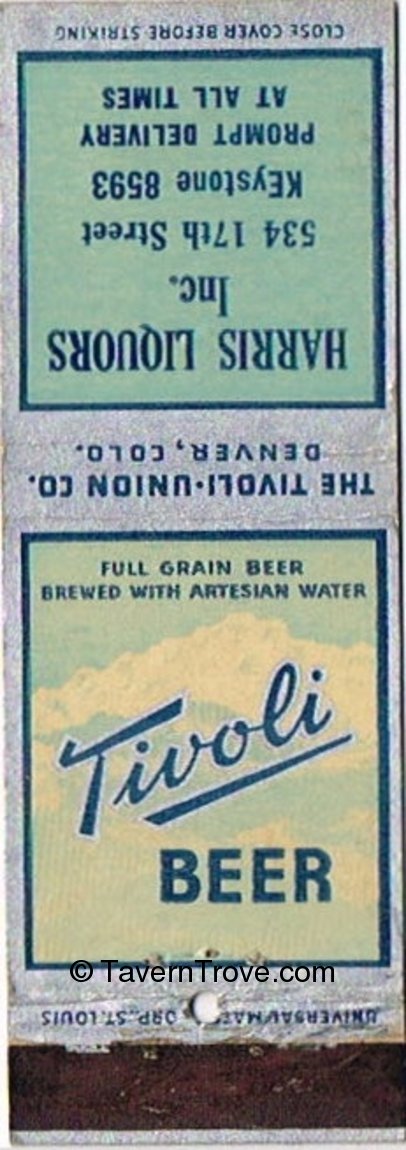 CLOSE COVER BEFORE STRIKING
HARRIS LIQUORS
Inc.
534 17th Street
KEystone 8593
PROMPT DELIVERY
AT ALL TIMES
THE TIVOLI-UNION CO.
DENVER, COLO.
FULL GRAIN BEER
BREWED WITH ARTESIAN WATER
Tivoli
BEER
© TavernTrove.com
UNIVERSAL ST. LOUIS